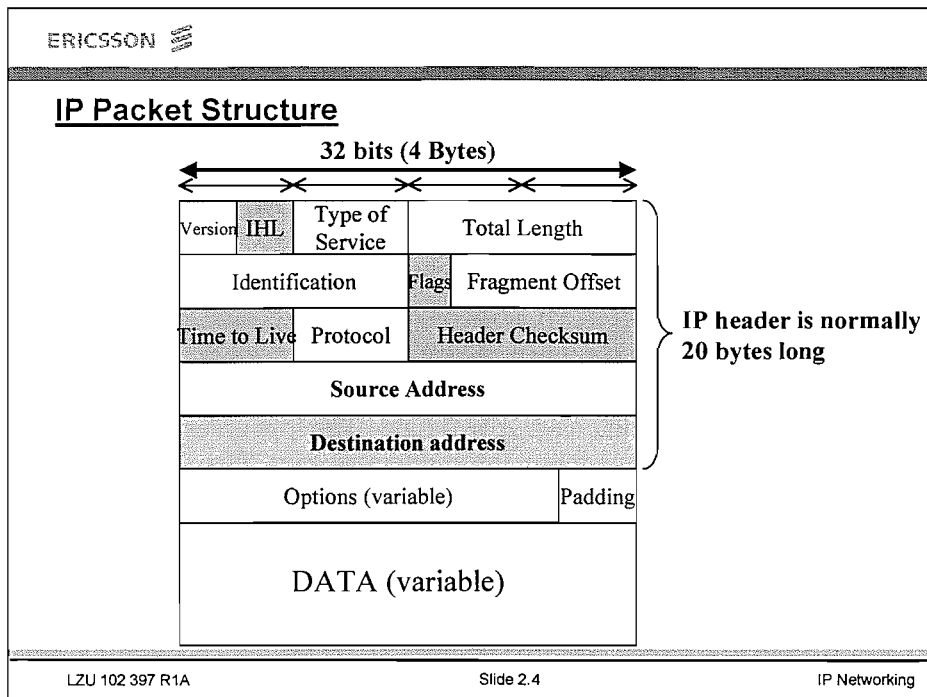 ERICSSON
IP Packet Structure
32 bits (4 Bytes)
Version IHL Type of Service Total Length
Identification Flags Fragment Offset
Time to Live Protocol Header Checksum
Source Address
Destination address
IP header is normally
20 bytes long
Options (variable) Padding
DATA (variable)
LZU 102 397 R1A Slide 2.4 IP Networking